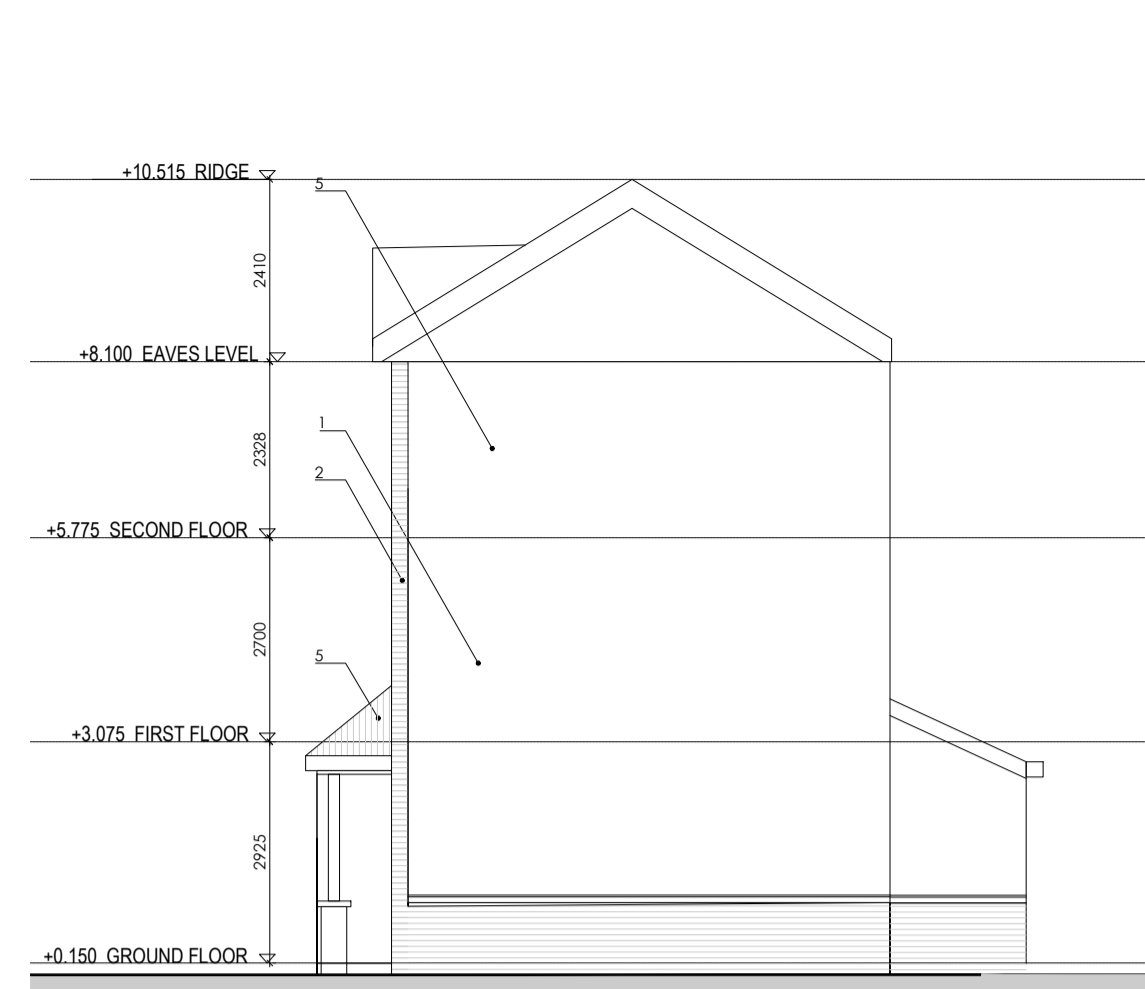 +10.515 RIDGE
5
2410
+8.100 EAVES LEVEL
1
2328
2
+5.775 SECOND FLOOR
2700
5
+3.075 FIRST FLOOR
2925
+0.150 GROUND FLOOR